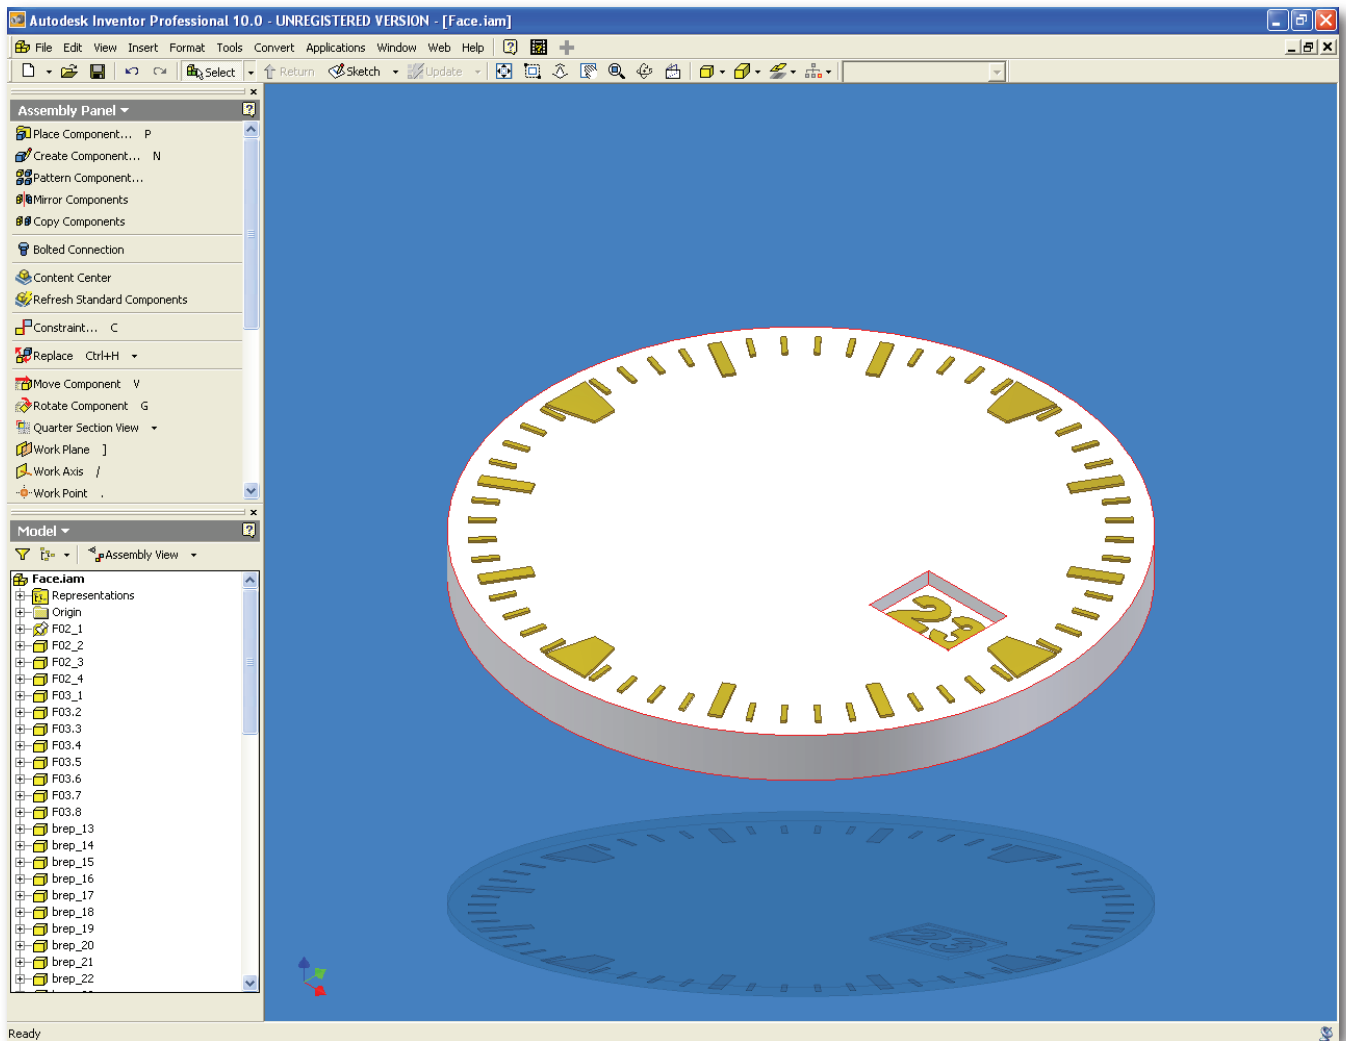 Autodesk Inventor Professional 10.0 - UNREGISTERED VERSION - [Face.iam]
File Edit View Insert Format Tools Convert Applications Window Web Help
Select Return Sketch Update
Assembly Panel
Place Component... P
Create Component... N
Pattern Component...
Mirror Components
Copy Components
Bolted Connection
Content Center
Refresh Standard Components
Constraint... C
Replace Ctrl+H
Move Component V
Rotate Component G
Quarter Section View
Work Plane ]
Work Axis /
Work Point .
Model
Assembly View
Face.iam
Representations
Origin
F02_1
F02_2
F02_3
F02_4
F03_1
F03.2
F03.3
F03.4
F03.5
F03.6
F03.7
F03.8
brep_13
brep_14
brep_15
brep_16
brep_17
brep_18
brep_19
brep_20
brep_21
brep_22
23
Ready